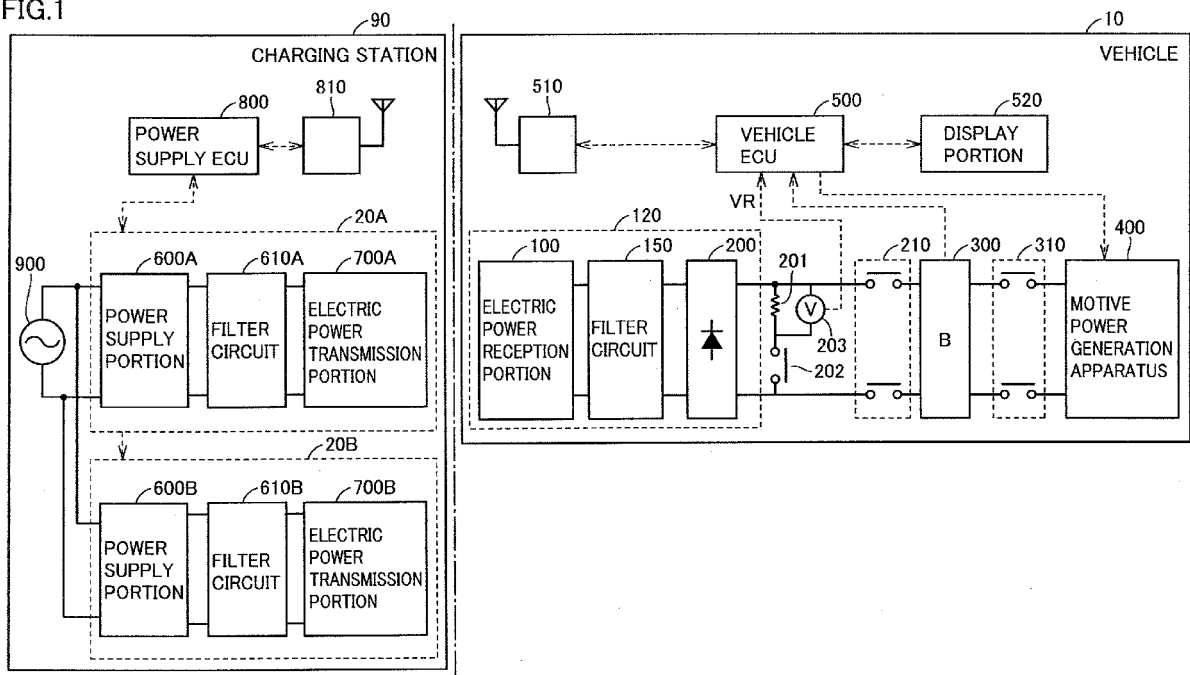 FIG.1
90
CHARGING STATION
800
810
POWER
SUPPLY ECU
20A
900
600A
610A
700A
POWER
SUPPLY
PORTION
FILTER
CIRCUIT
ELECTRIC
POWER
TRANSMISSION
PORTION
20B
600B
610B
700B
POWER
SUPPLY
PORTION
FILTER
CIRCUIT
ELECTRIC
POWER
TRANSMISSION
PORTION
10
VEHICLE
510
500
520
VEHICLE
ECU
DISPLAY
PORTION
VR
120
100
150
200
201
210
300
310
400
ELECTRIC
POWER
RECEPTION
PORTION
FILTER
CIRCUIT
V
203
202
B
MOTIVE
POWER
GENERATION
APPARATUS